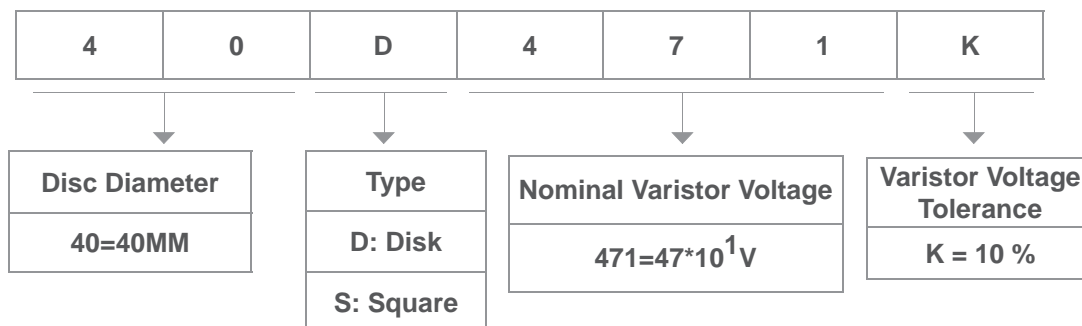 4 0 D 4 7 1 K
Disc Diameter
40=40MM
Type
D: Disk
S: Square
Nominal Varistor Voltage
471=47*10¹V
Varistor Voltage
Tolerance
K = 10 %